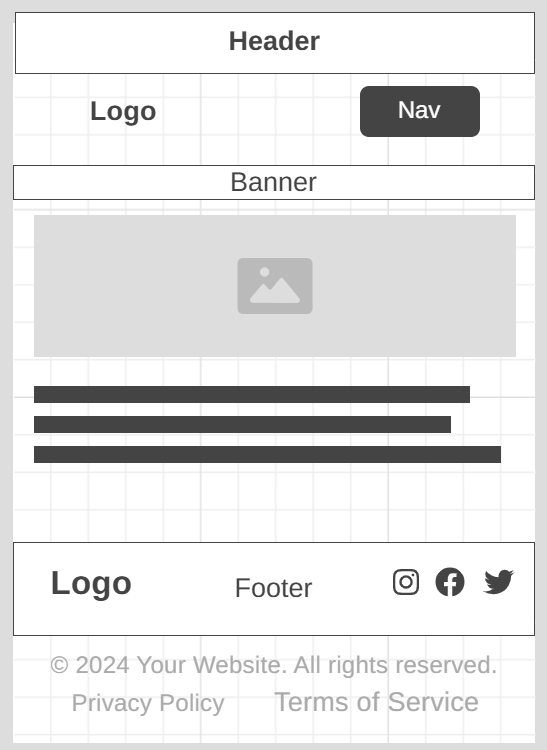 Header
Logo Nav
Banner
Logo Footer
© 2024 Your Website. All rights reserved.
Privacy Policy Terms of Service